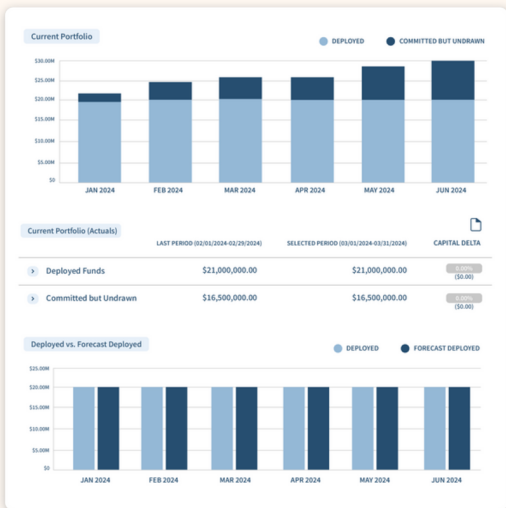 Current Portfolio
DEPLOYED COMMITTED BUT UNDRAWN
$30.00M
$25.00M
$20.00M
$15.00M
$10.00M
$5.00M
$0
JAN 2024 FEB 2024 MAR 2024 APR 2024 MAY 2024 JUN 2024
Current Portfolio (Actuals)
LAST PERIOD (02/01/2024-02/29/2024) SELECTED PERIOD (03/01/2024-03/31/2024) CAPITAL DELTA
Deployed Funds $21,000,000.00 $21,000,000.00 0.00%
($0.00)
Committed but Undrawn $16,500,000.00 $16,500,000.00 0.00%
($0.00)
Deployed vs. Forecast Deployed
DEPLOYED FORECAST DEPLOYED
$25.00M
$20.00M
$15.00M
$10.00M
$5.00M
$0
JAN 2024 FEB 2024 MAR 2024 APR 2024 MAY 2024 JUN 2024